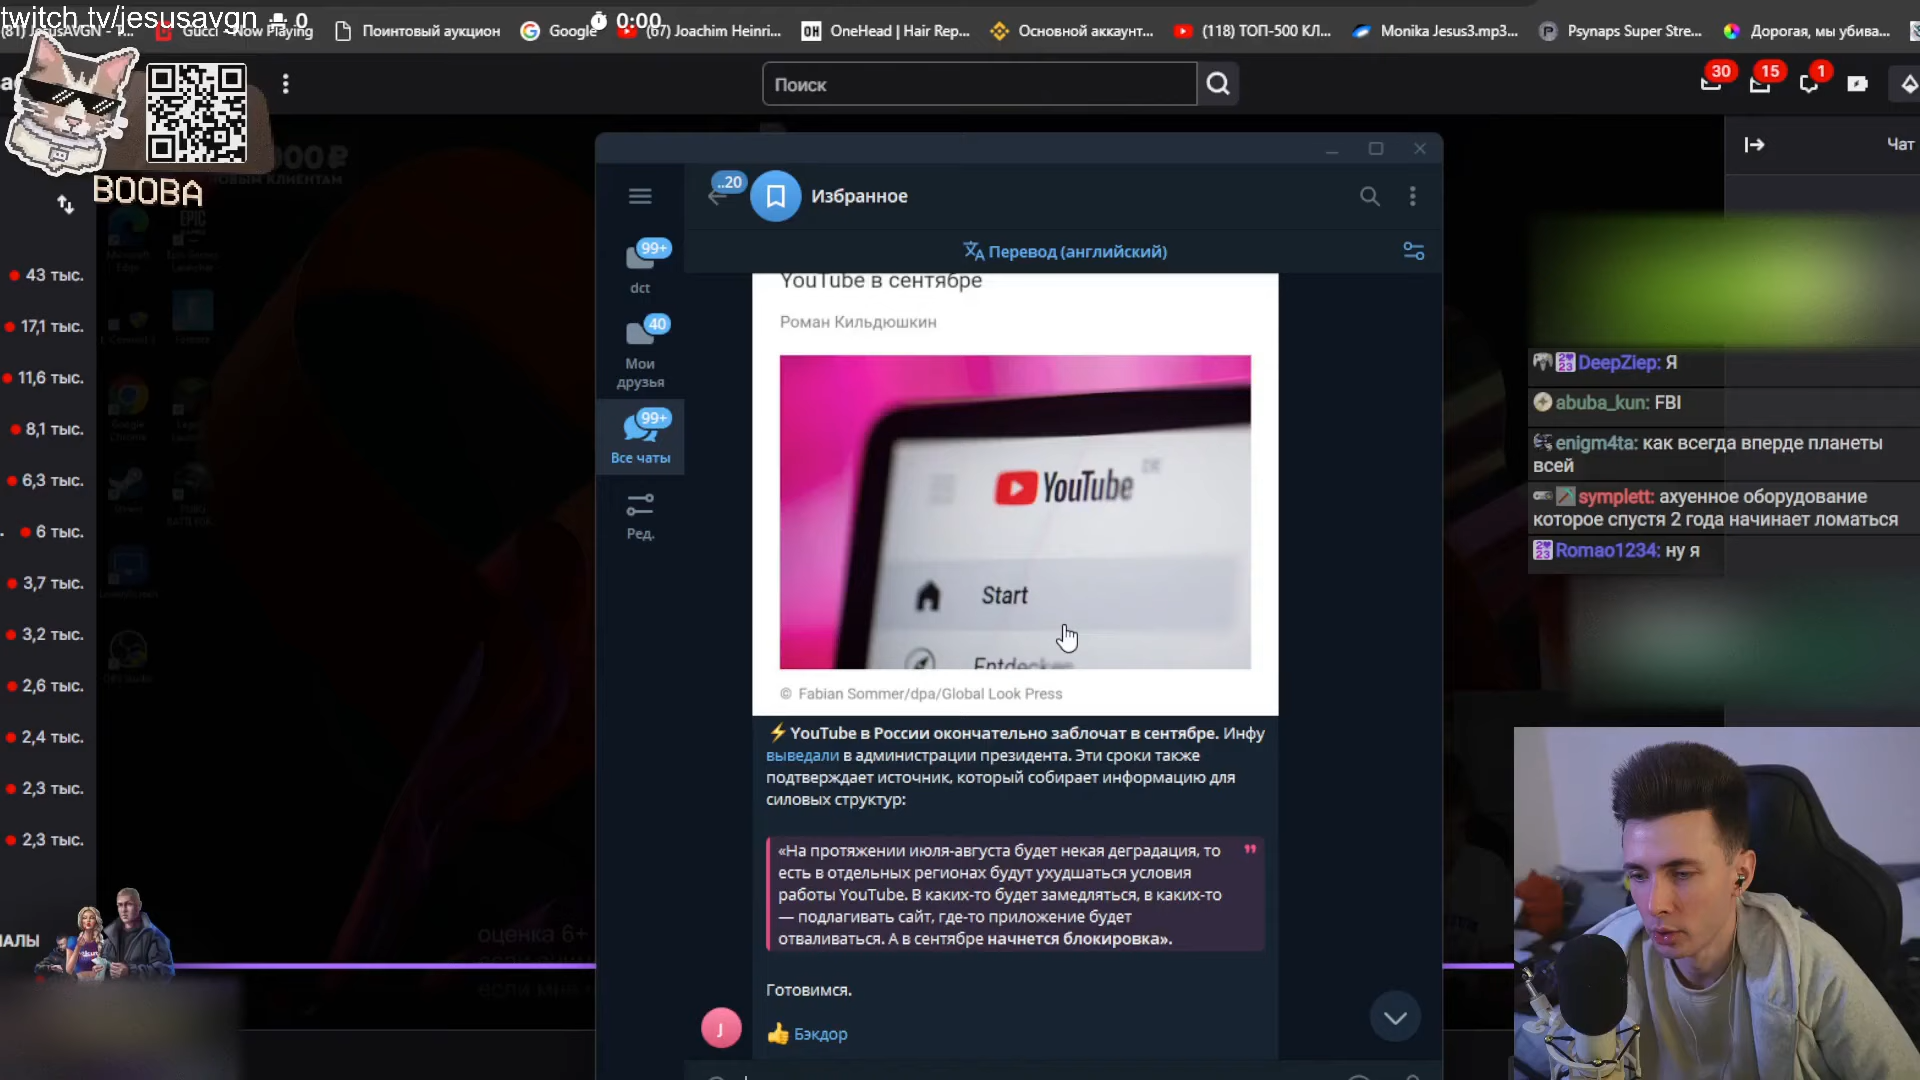 twitch.tv/jesusavgn
0
0:00
(81) JesusAVGN - T...
Gucci - Now Playing
Поинтовый аукцион
Google
(67) Joachim Heinri...
OneHead | Hair Rep...
Основной аккаунт...
(118) ТОП-500 КЛ...
Monika Jesus3.mp3...
Psynaps Super Stre...
Дорогая, мы убива...
Поиск
30
15
1
BOOBA
Чат
..20
Избранное
Перевод (английский)
99+
dct
40
Мои
друзья
99+
Все чаты
Ред.
43 тыс.
17,1 тыс.
11,6 тыс.
8,1 тыс.
6,3 тыс.
6 тыс.
3,7 тыс.
3,2 тыс.
2,6 тыс.
2,4 тыс.
2,3 тыс.
2,3 тыс.
YouTube в сентябре
Роман Кильдюшкин
YouTube
Start
Entdecken
© Fabian Sommer/dpa/Global Look Press
⚡YouTube в России окончательно заблочат в сентябре. Инфу
выведали в администрации президента. Эти сроки также
подтверждает источник, который собирает информацию для
силовых структур:
«На протяжении июля-августа будет некая деградация, то
есть в отдельных регионах будут ухудшаться условия
работы YouTube. В каких-то будет замедляться, в каких-то
— подлагивать сайт, где-то приложение будет
отваливаться. А в сентябре начнется блокировка».
Готовимся.
👍 Бэкдор
J
DeepZiep: Я
abuba_kun: FBI
enigm4ta: как всегда вперде планеты
всей
symplett: ахуенное оборудование
которое спустя 2 года начинает ломаться
Romao1234: ну я
оценка 6+